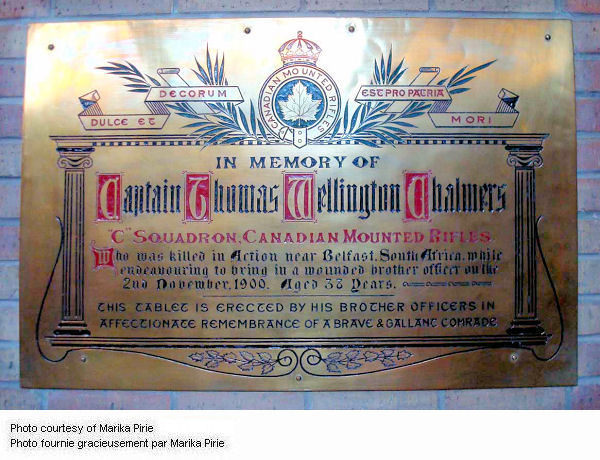 DULCE ET
DECORUM
EST PRO PATRIA
MORI
CANADIAN MOUNTED RIFLES
IN MEMORY OF
Captain Thomas Wellington Chalmers
"C" SQUADRON, CANADIAN MOUNTED RIFLES.
Who was killed in Action near Belfast, South Africa, while
endeavouring to bring in a wounded brother officer on the
2nd November, 1900. Aged 37 Years.
THIS TABLET IS ERECTED BY HIS BROTHER OFFICERS IN
AFFECTIONATE REMEMBRANCE OF A BRAVE & GALLANT COMRADE
Photo courtesy of Marika Pirie
Photo fournie gracieusement par Marika Pirie